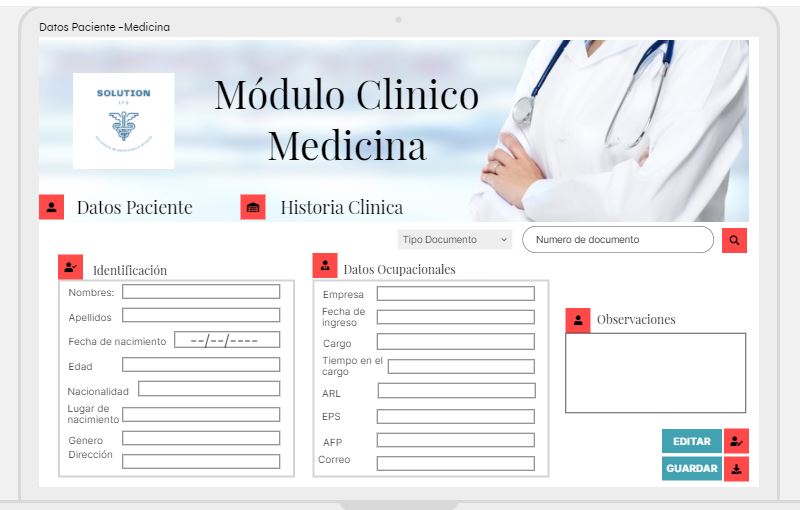 Datos Paciente –Medicina
SOLUTION
IPS
Módulo Clinico
Medicina
Datos Paciente
Historia Clinica
Tipo Documento
Numero de documento
Identificación
Nombres:
Apellidos
Fecha de nacimiento
--/--/----
Edad
Nacionalidad
Lugar de
nacimiento
Genero
Dirección
Datos Ocupacionales
Empresa
Fecha de
ingreso
Cargo
Tiempo en el
cargo
ARL
EPS
AFP
Correo
Observaciones
EDITAR
GUARDAR